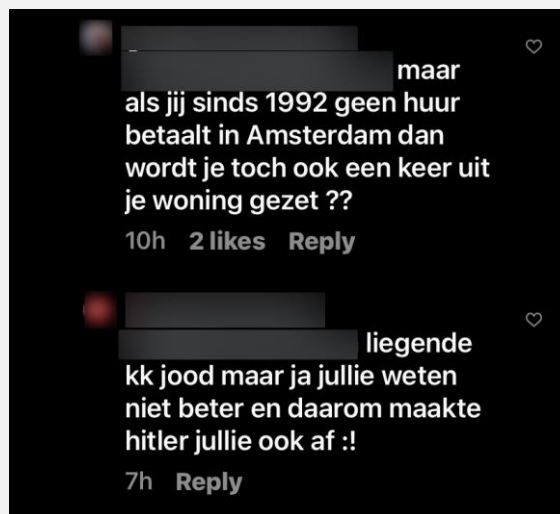 maar
als jij sinds 1992 geen huur
betaalt in Amsterdam dan
wordt je toch ook een keer uit
je woning gezet ??
10h 2 likes Reply
liegende
kk jood maar ja jullie weten
niet beter en daarom maakte
hitler jullie ook af :!
7h Reply